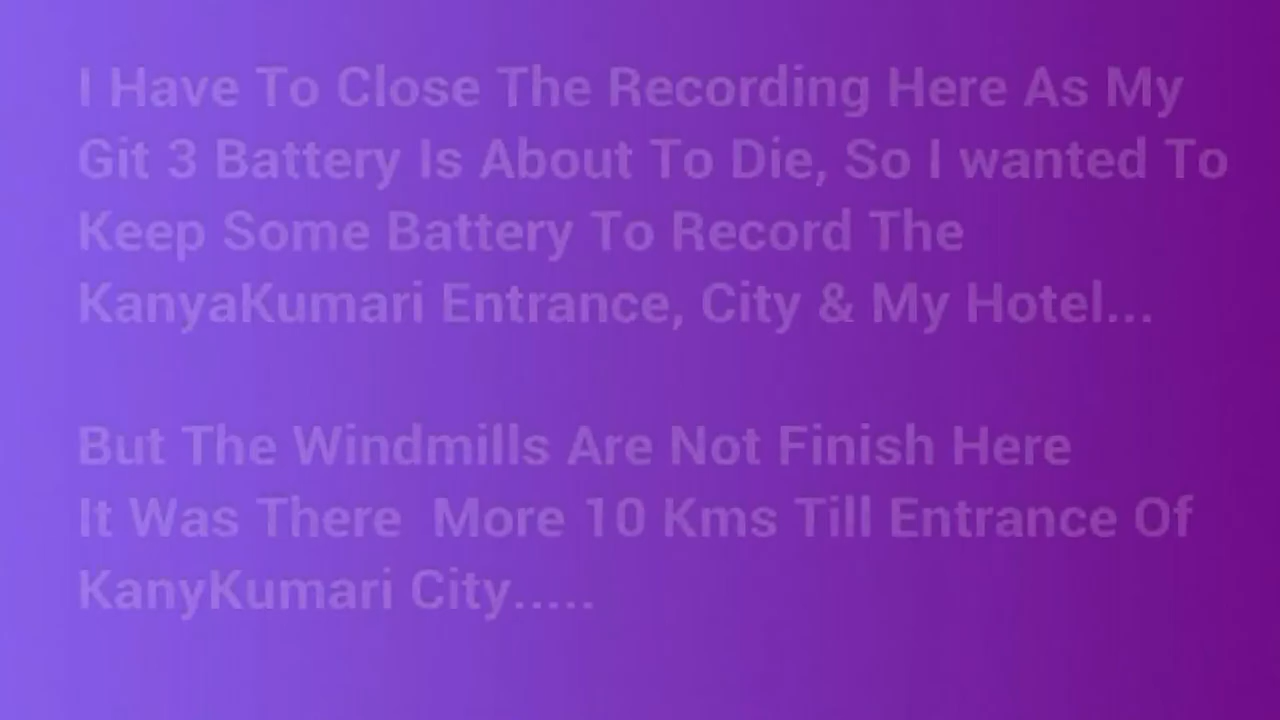 I Have To Close The Recording Here As My
Git 3 Battery Is About To Die, So I wanted To
Keep Some Battery To Record The
KanyaKumari Entrance, City & My Hotel...
But The Windmills Are Not Finish Here
It Was There  More 10 Kms Till Entrance Of
KanyKumari City.....